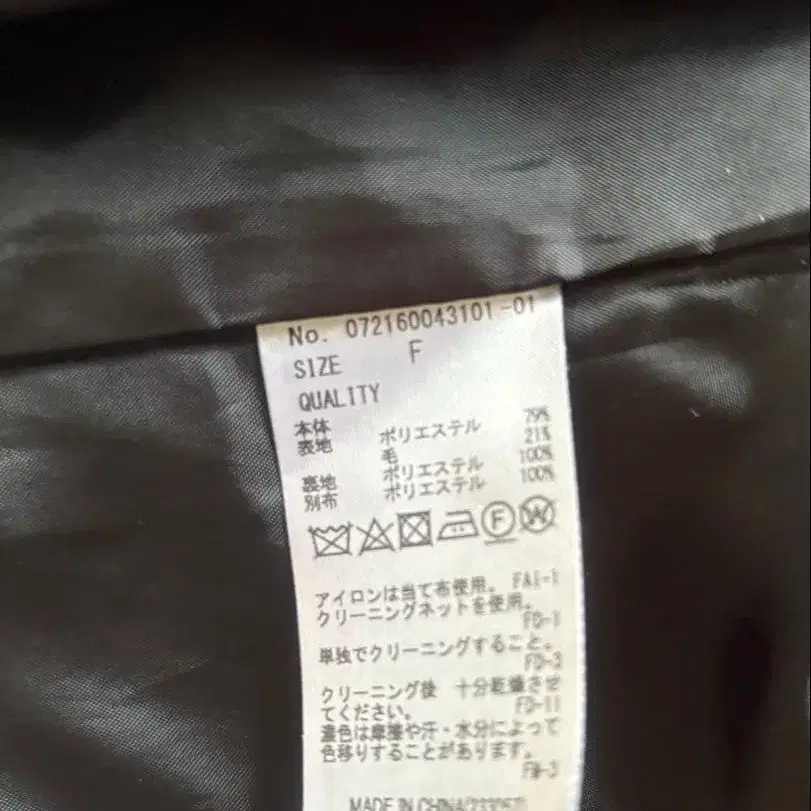 No. 072160043101-01
SIZE F
QUALITY
本体
表地 ポリエステル 79%
毛 21%
裏地 ポリエステル 100%
別布 ポリエステル 100%
アイロンは当て布使用。 FA1-1
クリーニングネットを使用。
FD-1
単独でクリーニングすること。
FD-3
クリーニング後 十分乾燥させ
てください。 FD-11
濃色は摩擦や汗・水分によって
色移りすることがあります。
FW-3
MADE IN CHINA